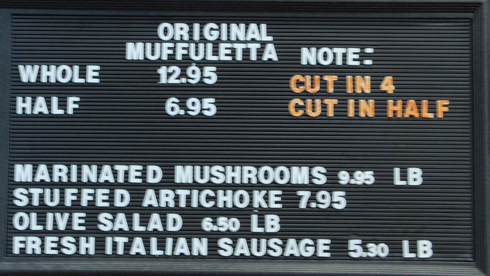 ORIGINAL
MUFFULETTA NOTE:
WHOLE 12.95 CUT IN 4
HALF 6.95 CUT IN HALF
MARINATED MUSHROOMS 9.95 LB
STUFFED ARTICHOKE 7.95
OLIVE SALAD 6.50 LB
FRESH ITALIAN SAUSAGE 5.30 LB